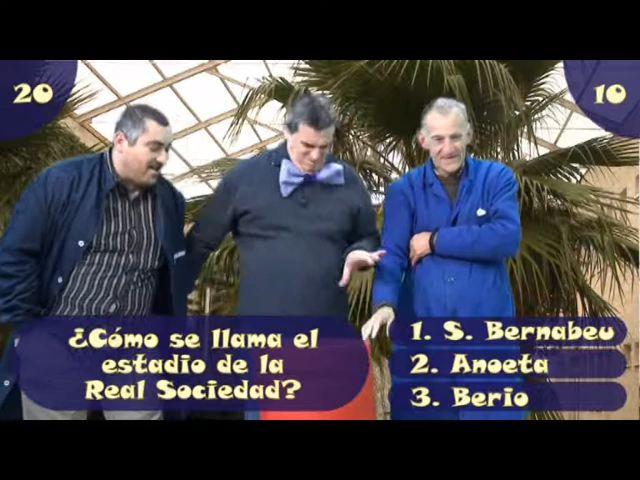 20
10
¿Cómo se llama el
estadio de la
Real Sociedad?
1. S. Bernabeu
2. Anoeta
3. Berio